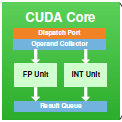 CUDA Core
Dispatch Port
Operand Collector
FP Unit INT Unit
Result Queue